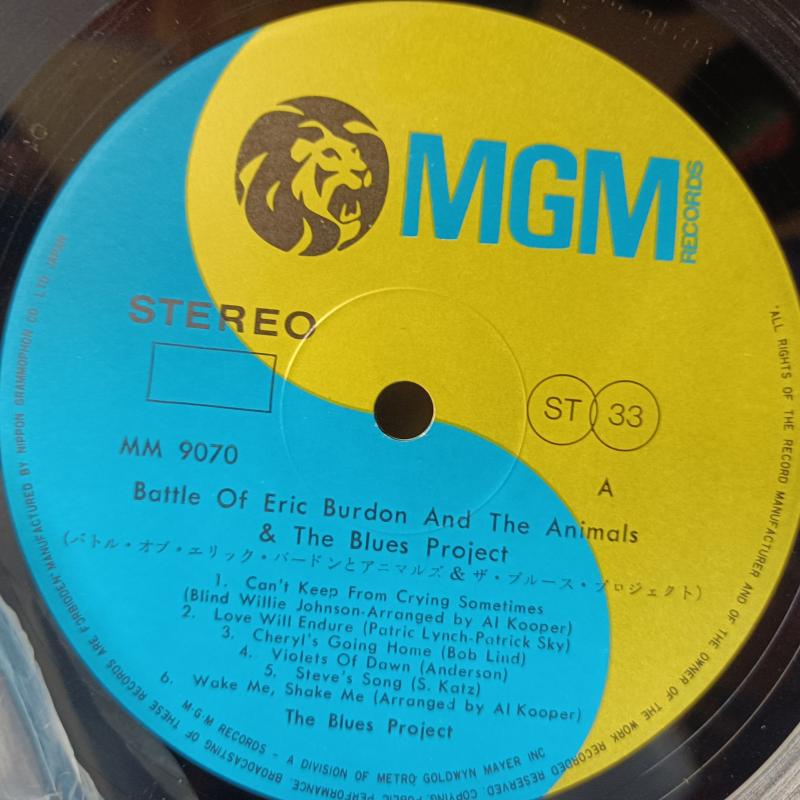 MGM
RECORDS
STEREO
ST 33
MM 9070
A
Battle Of Eric Burdon And The Animals
& The Blues Project
(バトル・オブ・エリック・バードンとアニマルズ & ザ・ブルース・プロジェクト)
1. Can't Keep From Crying Sometimes
(Blind Willie Johnson-Arranged by Al Kooper)
2. Love Will Endure (Patric Lynch-Patrick Sky)
3. Cheryl's Going Home (Bob Lind)
4. Violets Of Dawn (Anderson)
5. Steve's Song (S. Katz)
6. Wake Me, Shake Me (Arranged by Al Kooper)
The Blues Project
M-G-M RECORDS - A DIVISION OF METRO GOLDWYN MAYER INC
"ALL RIGHTS OF THE RECORD MANUFACTURER AND OF THE OWNER OF THE WORK RECORDED RESERVED. PUBLIC PERFORMANCE BROADCASTING OF THESE RECORDS ARE FORBIDDEN" MANUFACTURED BY NIPPON GRAMMOPHON CO. LTD JAPAN